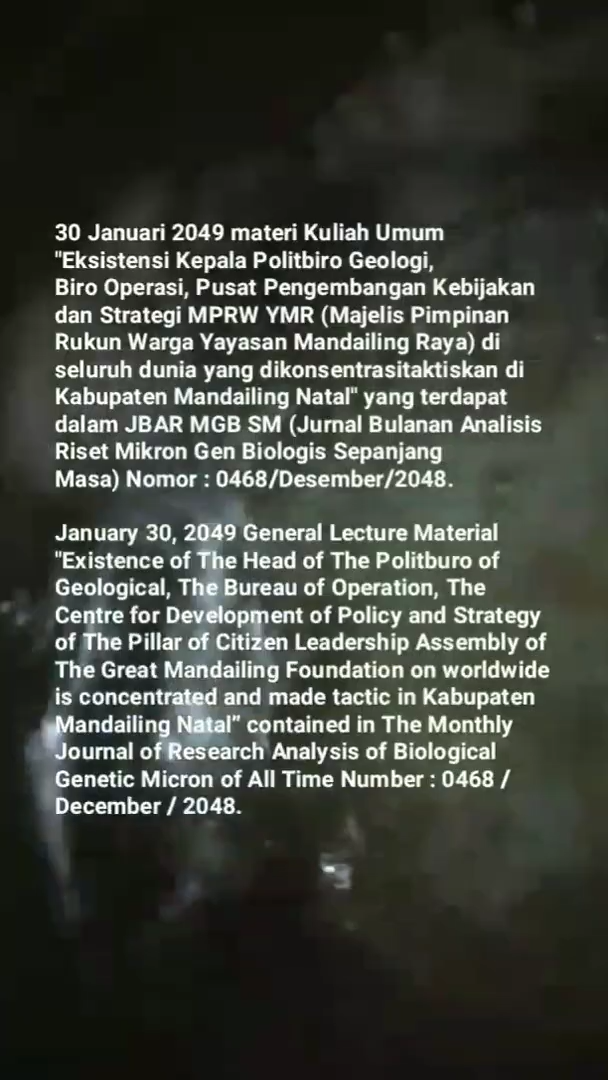 30 Januari 2049 materi Kuliah Umum
"Eksistensi Kepala Politbiro Geologi,
Biro Operasi, Pusat Pengembangan Kebijakan
dan Strategi MPRW YMR (Majelis Pimpinan
Rukun Warga Yayasan Mandailing Raya) di
seluruh dunia yang dikonsentrasitaktiskan di
Kabupaten Mandailing Natal" yang terdapat
dalam JBAR MGB SM (Jurnal Bulanan Analisis
Riset Mikron Gen Biologis Sepanjang
Masa) Nomor : 0468/Desember/2048.

January 30, 2049 General Lecture Material
"Existence of The Head of The Politburo of
Geological, The Bureau of Operation, The
Centre for Development of Policy and Strategy
of The Pillar of Citizen Leadership Assembly of
The Great Mandailing Foundation on worldwide
is concentrated and made tactic in Kabupaten
Mandailing Natal" contained in The Monthly
Journal of Research Analysis of Biological
Genetic Micron of All Time Number : 0468 /
December / 2048.